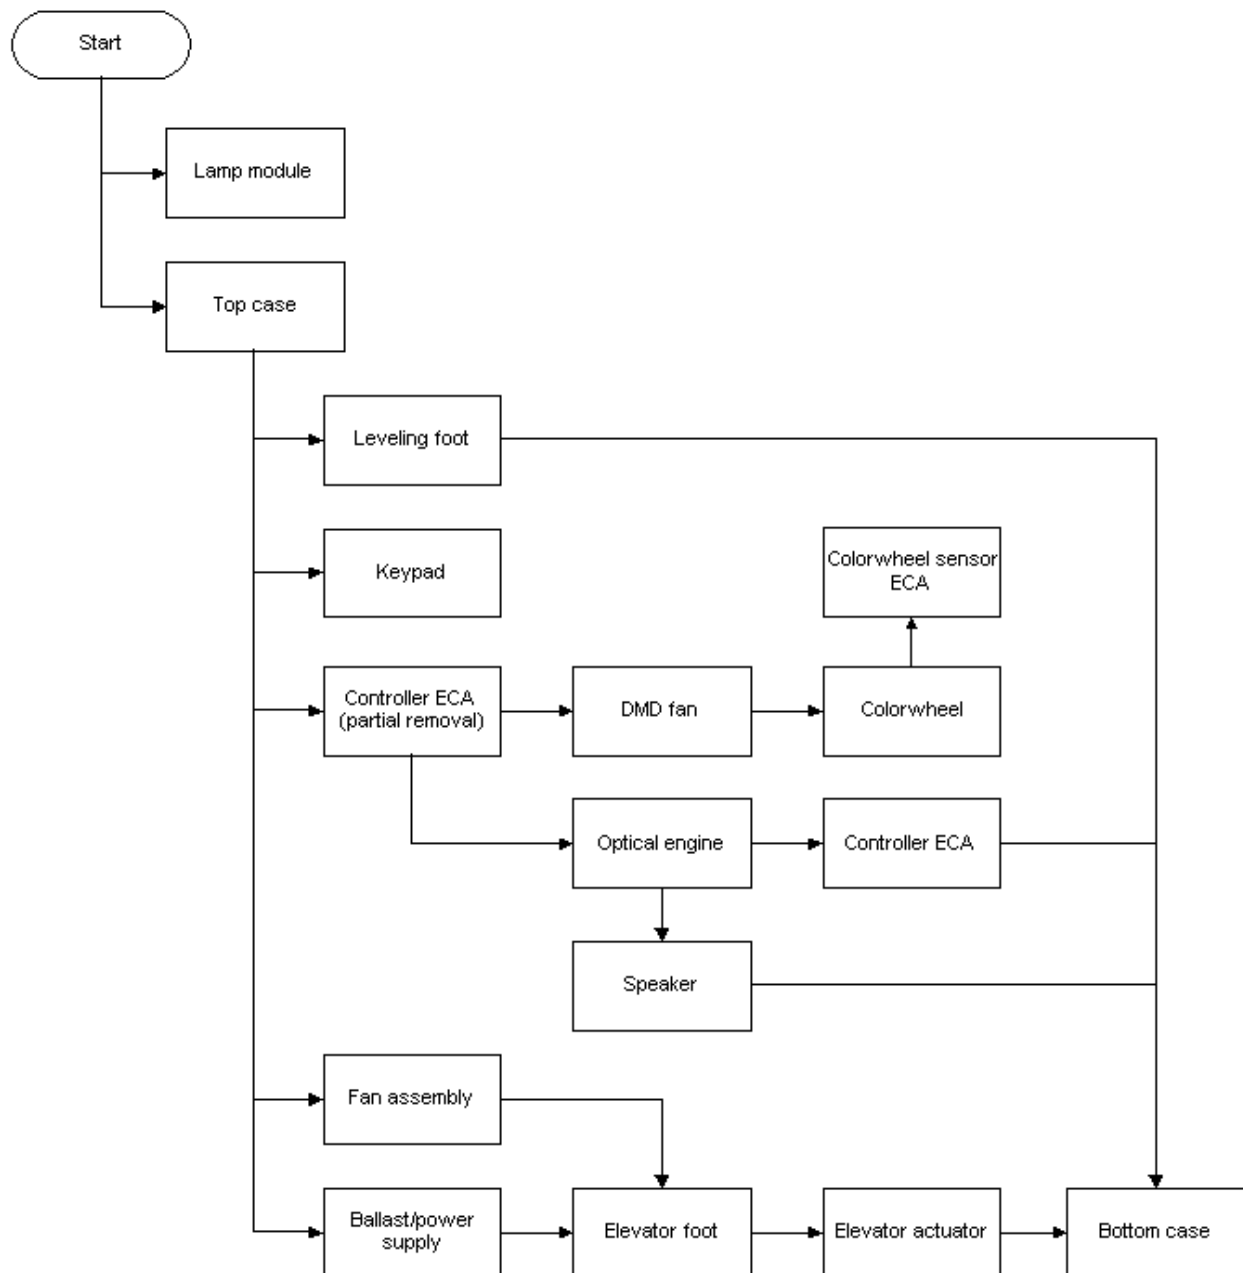 Start
Lamp module
Top case
Leveling foot
Keypad
Colorwheel sensor
ECA
Controller ECA
(partial removal)
DMD fan
Colorwheel
Optical engine
Controller ECA
Speaker
Fan assembly
Ballast/power
supply
Elevator foot
Elevator actuator
Bottom case